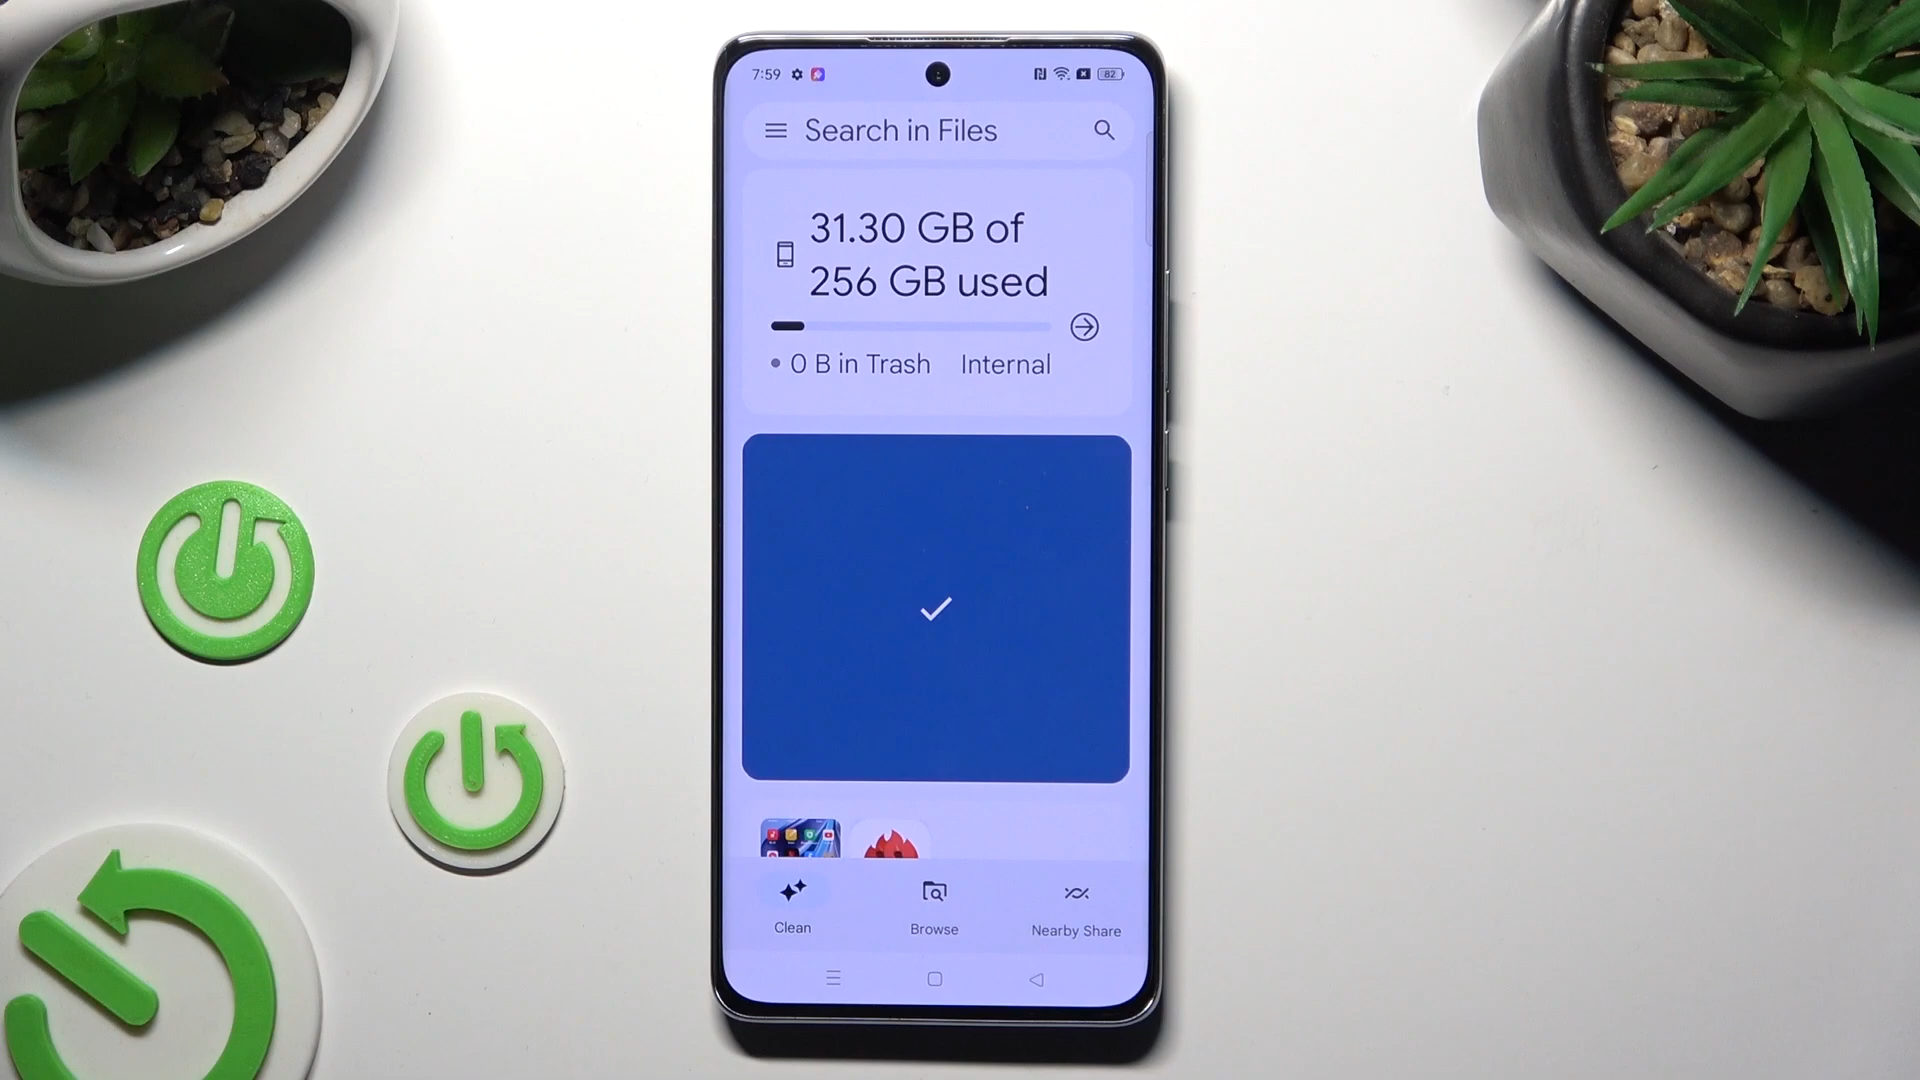 7:59
82
Search in Files
31.30 GB of
256 GB used
0 B in Trash
Internal
Clean
Browse
Nearby Share